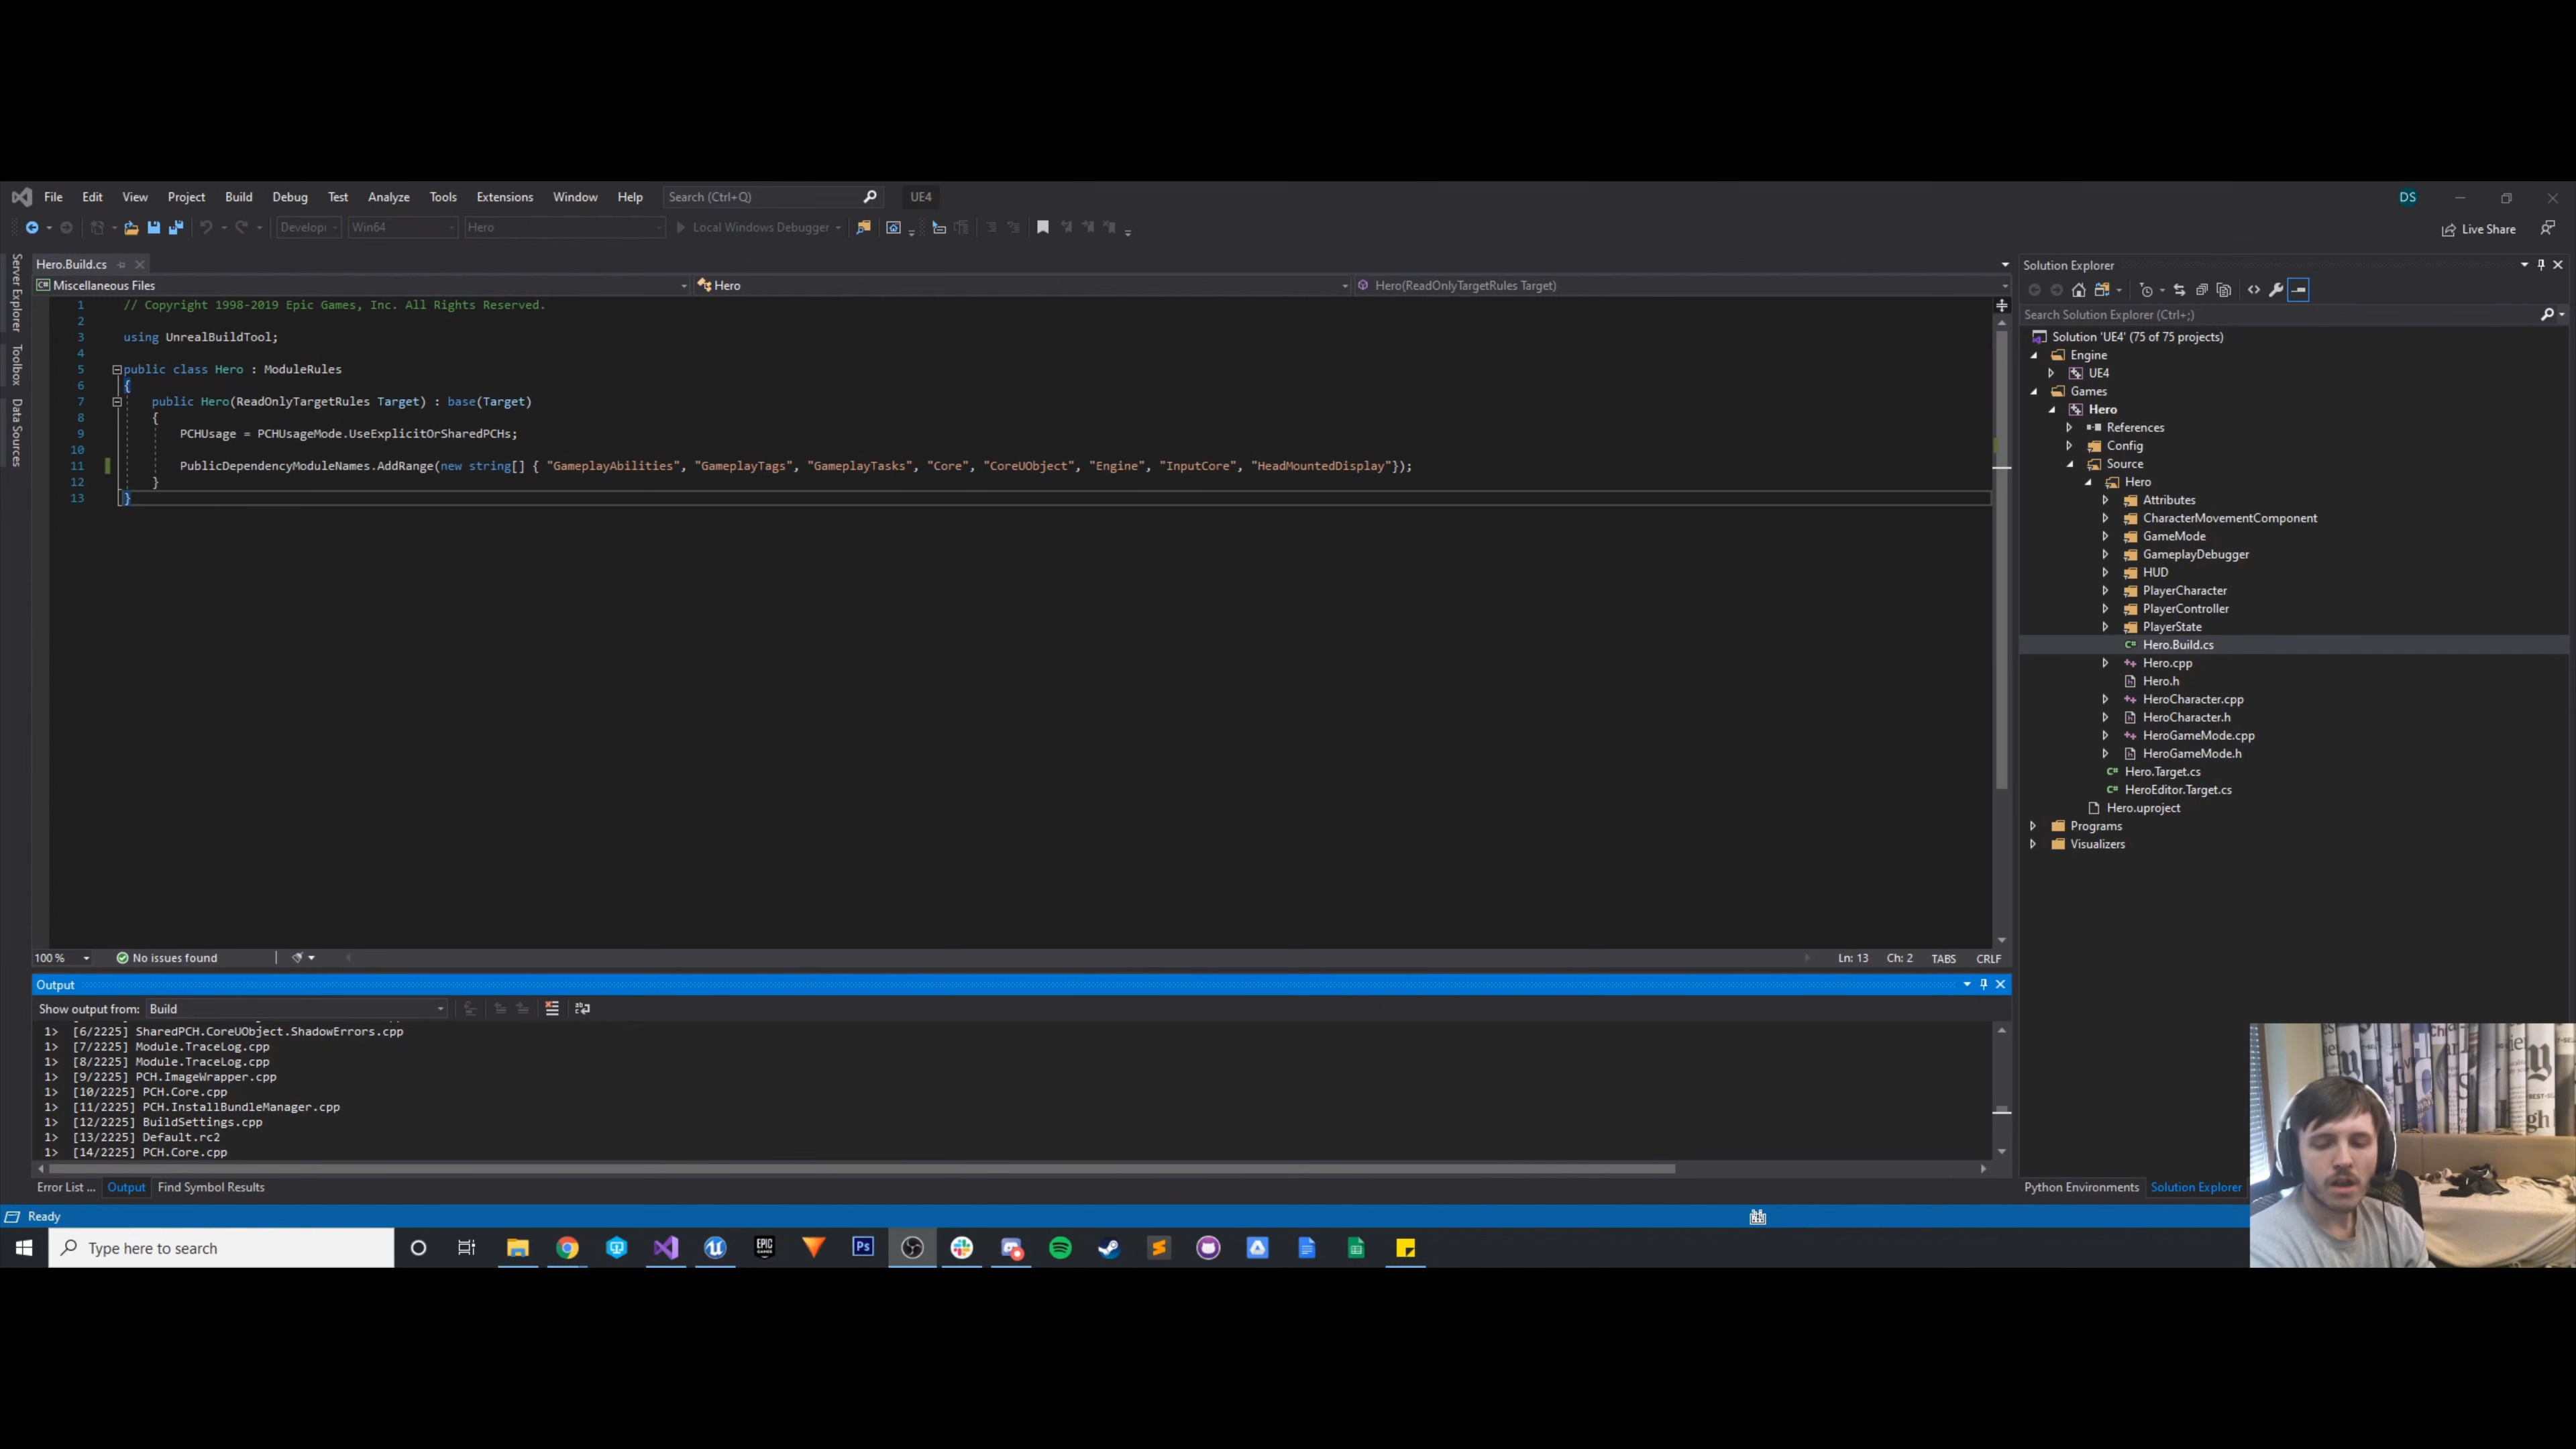 File Edit View Project Build Debug Test Analyze Tools Extensions Window Help Search (Ctrl+Q) UE4 DS
Develop Win64 Hero Local Windows Debugger Live Share
Server Explorer
Toolbox
Data Sources
Hero.Build.cs
Miscellaneous Files Hero Hero(ReadOnlyTargetRules Target)
1 // Copyright 1998-2019 Epic Games, Inc. All Rights Reserved.
2
3 using UnrealBuildTool;
4
5 public class Hero : ModuleRules
6 {
7 public Hero(ReadOnlyTargetRules Target) : base(Target)
8 {
9 PCHUsage = PCHUsageMode.UseExplicitOrSharedPCHs;
10
11 PublicDependencyModuleNames.AddRange(new string[] { "GameplayAbilities", "GameplayTags", "GameplayTasks", "Core", "CoreUObject", "Engine", "InputCore", "HeadMountedDisplay"});
12 }
13 }
100 % No issues found Ln: 13 Ch: 2 TABS CRLF
Output
Show output from: Build
1> [6/2225] SharedPCH.CoreUObject.ShadowErrors.cpp
1> [7/2225] Module.TraceLog.cpp
1> [8/2225] Module.TraceLog.cpp
1> [9/2225] PCH.ImageWrapper.cpp
1> [10/2225] PCH.Core.cpp
1> [11/2225] PCH.InstallBundleManager.cpp
1> [12/2225] BuildSettings.cpp
1> [13/2225] Default.rc2
1> [14/2225] PCH.Core.cpp
Error List ... Output Find Symbol Results
Solution Explorer
Search Solution Explorer (Ctrl+;)
Solution 'UE4' (75 of 75 projects)
Engine
UE4
Games
Hero
References
Config
Source
Hero
Attributes
CharacterMovementComponent
GameMode
GameplayDebugger
HUD
PlayerCharacter
PlayerController
PlayerState
Hero.Build.cs
Hero.cpp
Hero.h
HeroCharacter.cpp
HeroCharacter.h
HeroGameMode.cpp
HeroGameMode.h
Hero.Target.cs
HeroEditor.Target.cs
Hero.uproject
Programs
Visualizers
Python Environments Solution Explorer
Ready
Type here to search
EPIC GAMES
Ps